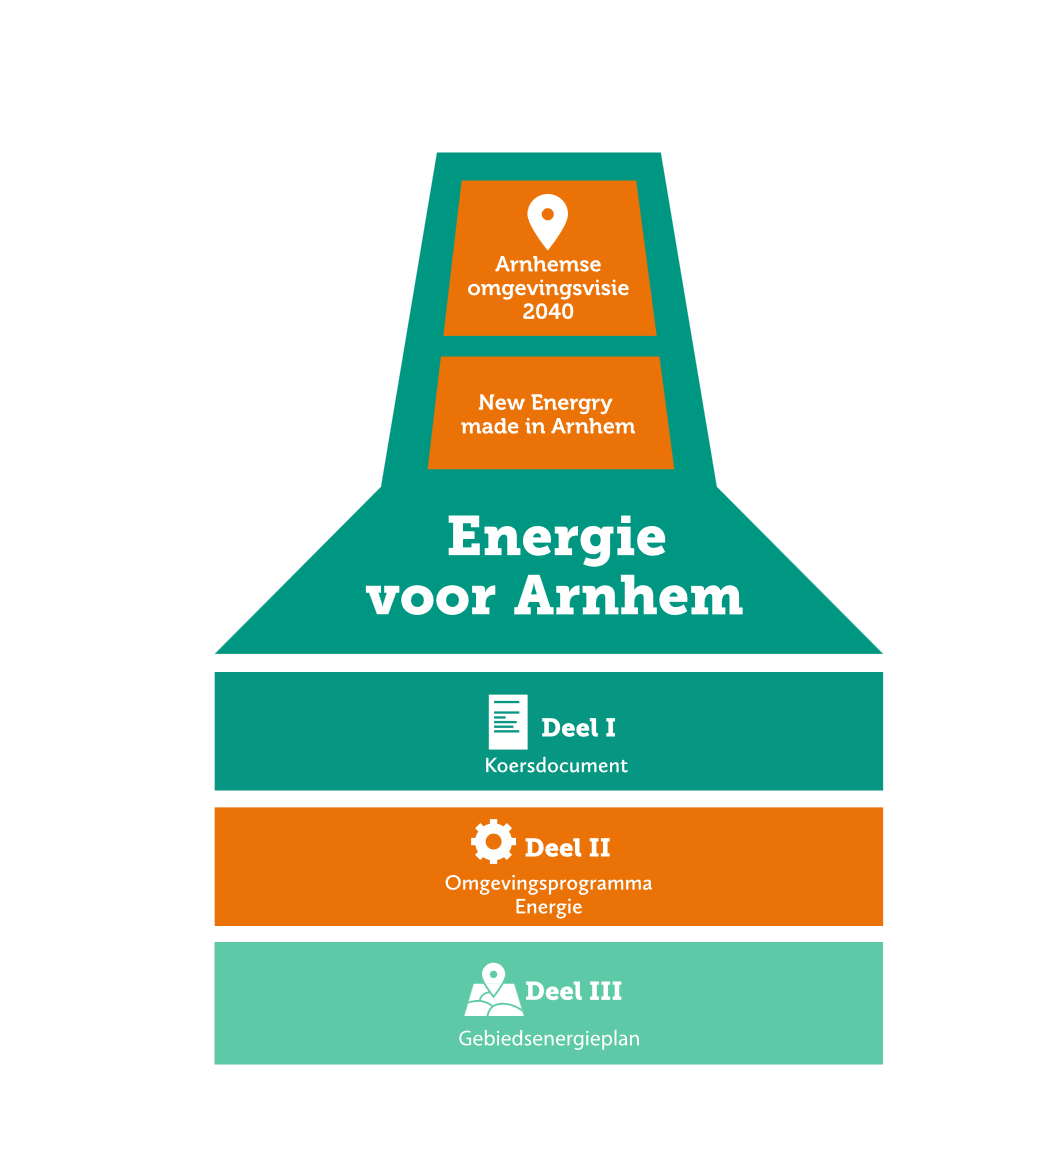 Arnhemse
omgevingsvisie
2040
New Energry
made in Arnhem
Energie
voor Arnhem
Deel I
Koersdocument
Deel II
Omgevingsprogramma
Energie
Deel III
Gebiedsenergieplan